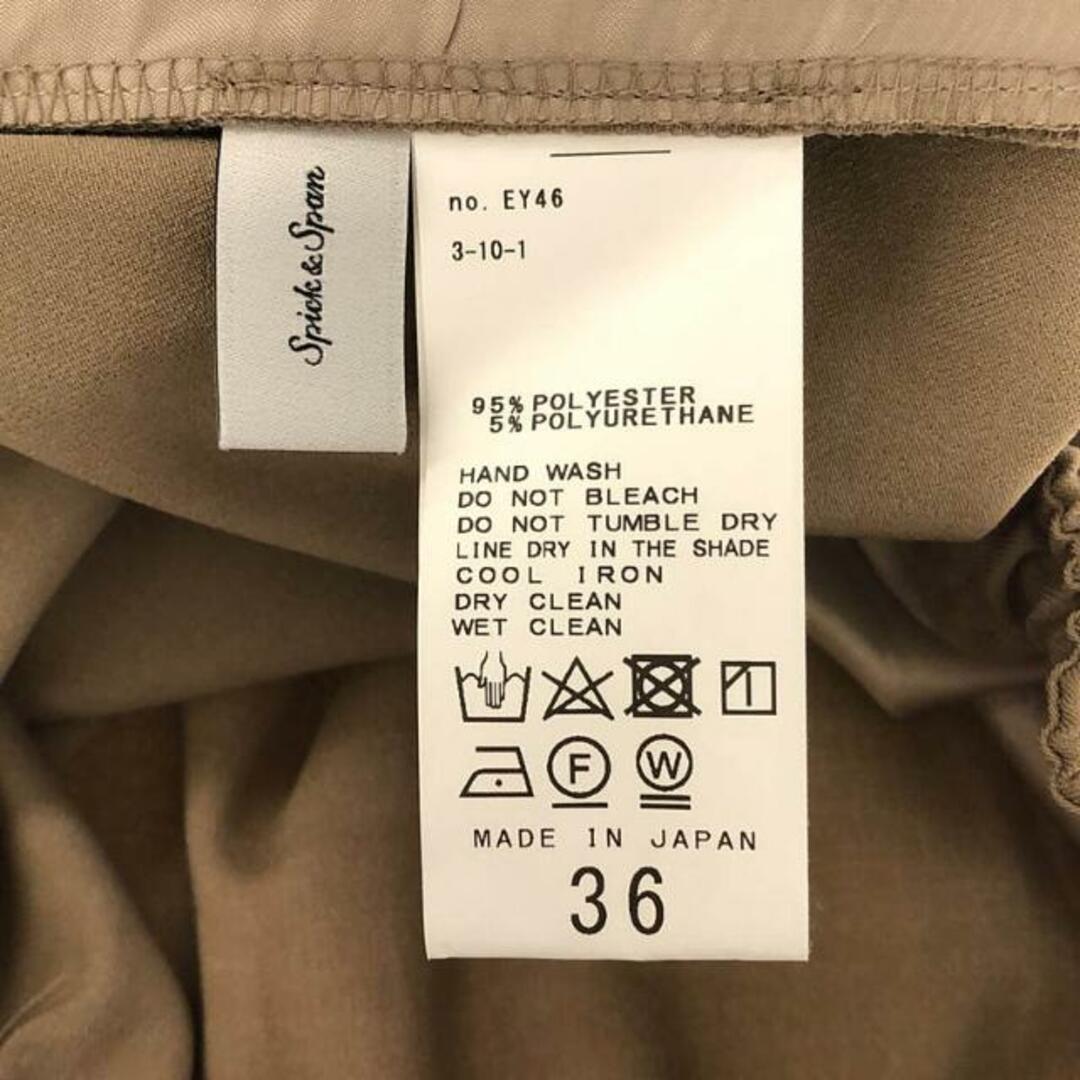 Spick & Span
no. EY46
3-10-1
95% POLYESTER
5% POLYURETHANE
HAND WASH
DO NOT BLEACH
DO NOT TUMBLE DRY
LINE DRY IN THE SHADE
COOL IRON
DRY CLEAN
WET CLEAN
F W
MADE IN JAPAN
36